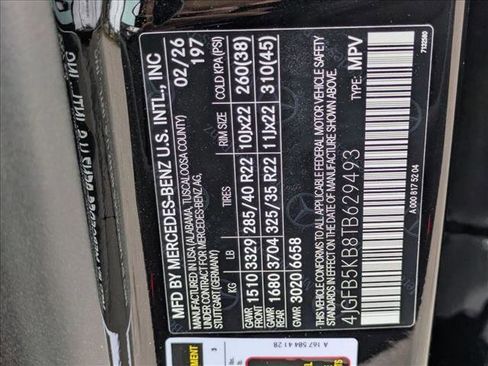 MFD BY MERCEDES-BENZ U.S. INTL., INC
MADE IN USA (ALABAMA, TUSCALOOSA COUNTY)
UNDER CONTRACT FOR MERCEDES-BENZ AG,
STUTTGART(GERMANY)
02/26
197
KG LB TIRES RIM SIZE COLD KPA(PSI)
GAWR FRONT 1510 3329 285/40 R22 10Jx22 260(38)
GAWR REAR 1680 3704 325/35 R22 11Jx22 310(45)
GVWR 3020 6658
THIS VEHICLE CONFORMS TO ALL APPLICABLE FEDERAL MOTOR VEHICLE SAFETY
STANDARDS IN EFFECT ON THE DATE OF MANUFACTURE SHOWN ABOVE.
4JGFB5KB8TB629493 TYPE: MPV
A 000 817 52 04
7132580
A 167 584 41 28